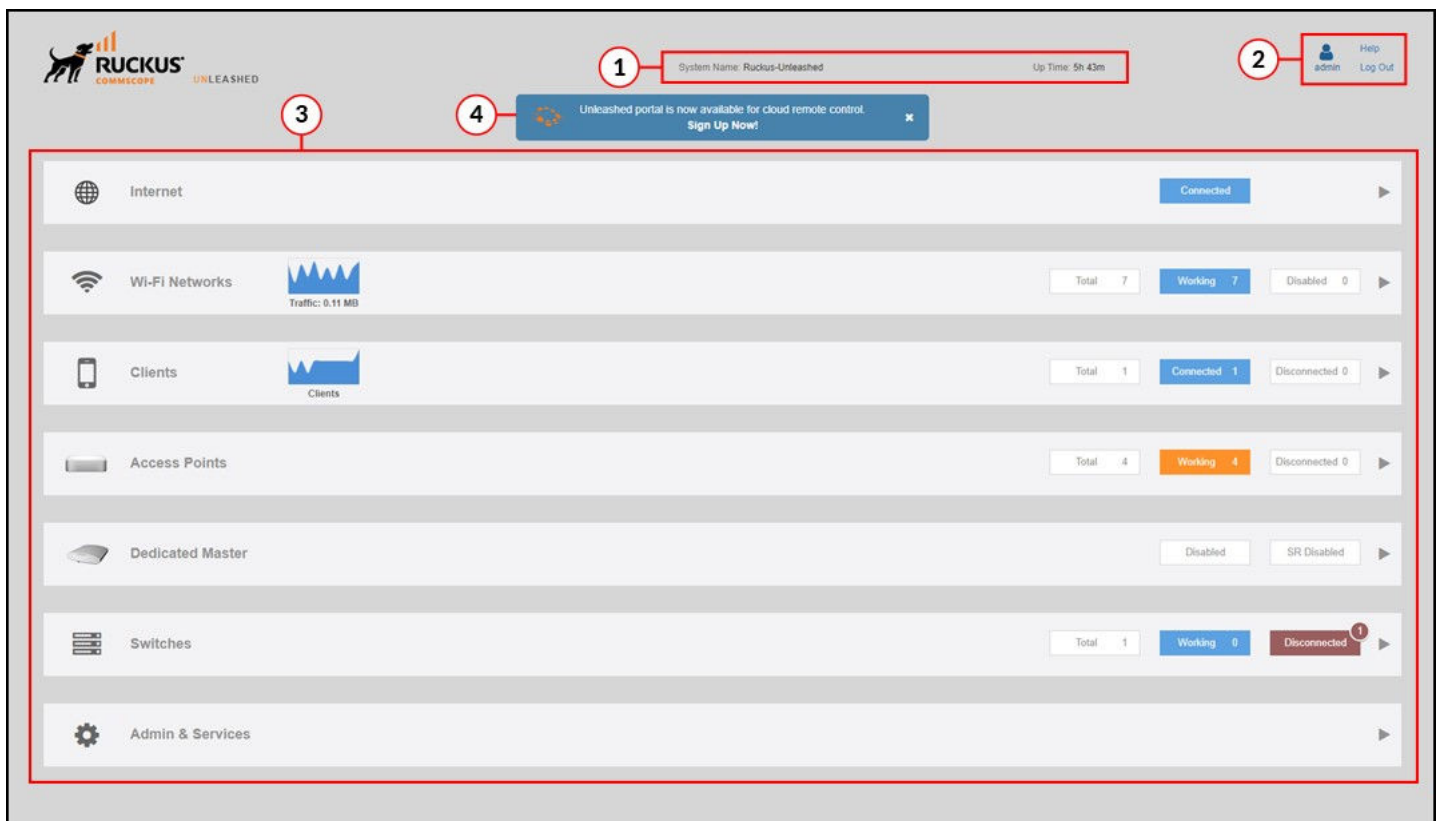 RUCKUS
COMMSCOPE UNLEASHED
1
System Name: Ruckus-Unleashed Up Time: 5h 43m
2
admin
Help
Log Out
3
4
Unleashed portal is now available for cloud remote control.
Sign Up Now!
×
Internet Connected
Wi-Fi Networks Total 7 Working 7 Disabled 0
Traffic: 0.11 MB
Clients Total 1 Connected 1 Disconnected 0
Clients
Access Points Total 4 Working 4 Disconnected 0
Dedicated Master Disabled SR Disabled
Switches Total 1 Working 0 Disconnected 1
Admin & Services